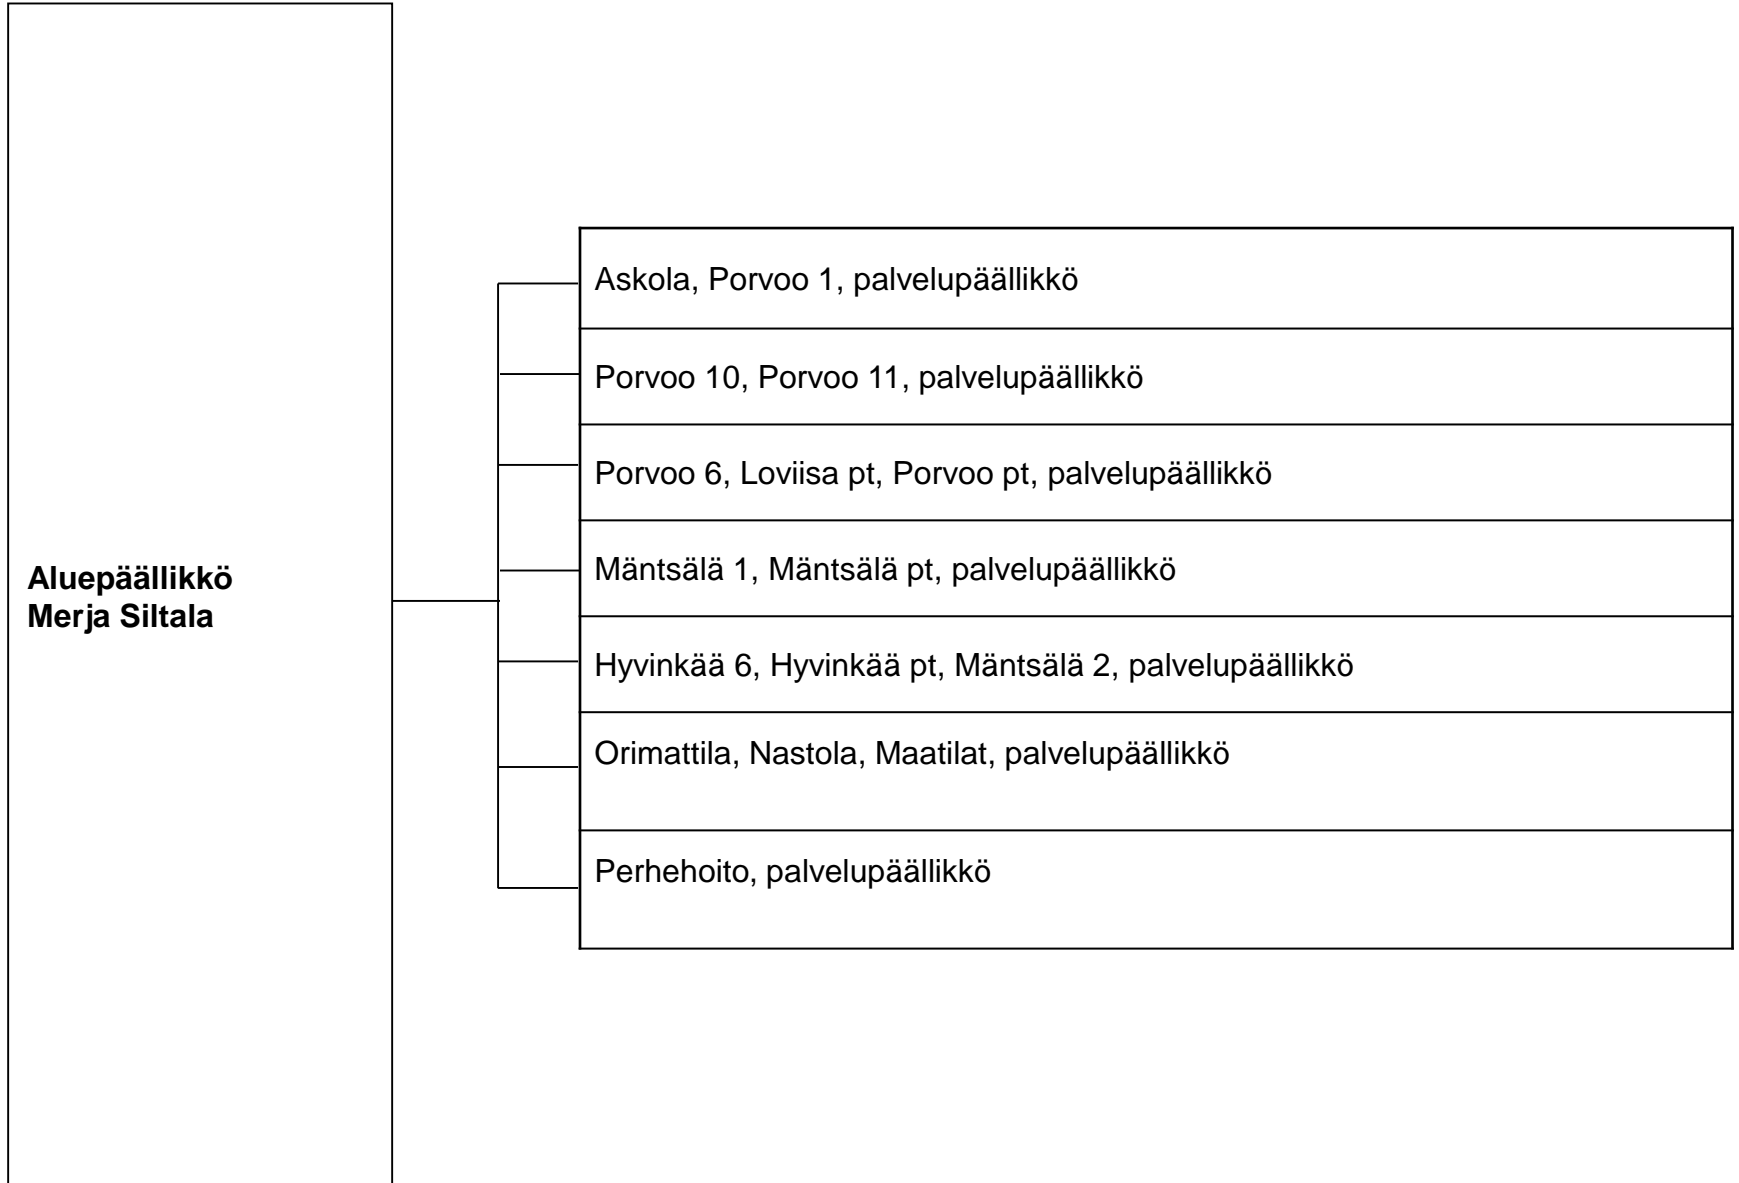 Aluepäällikkö
Merja Siltala
Askola, Porvoo 1, palvelupäällikkö
Porvoo 10, Porvoo 11, palvelupäällikkö
Porvoo 6, Loviisa pt, Porvoo pt, palvelupäällikkö
Mäntsälä 1, Mäntsälä pt, palvelupäällikkö
Hyvinkää 6, Hyvinkää pt, Mäntsälä 2, palvelupäällikkö
Orimattila, Nastola, Maatilat, palvelupäällikkö
Perhehoito, palvelupäällikkö